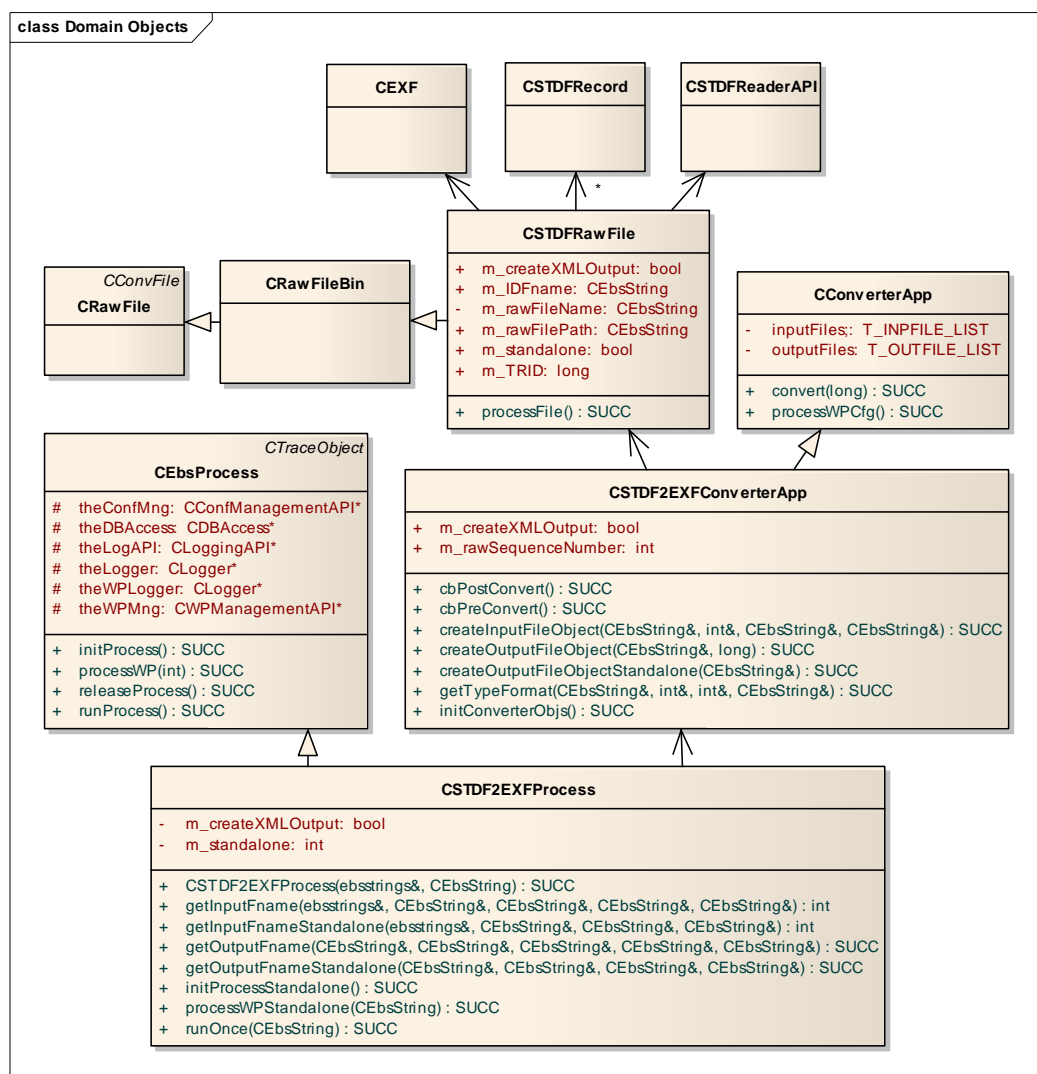 class Domain Objects
CEXF
CSTDFRecord
CSTDFReaderAPI
*
CSTDFRawFile
+ m_createXMLOutput: bool
+ m_IDFname: CEbsString
- m_rawFileName: CEbsString
+ m_rawFilePath: CEbsString
+ m_standalone: bool
+ m_TRID: long
+ processFile() : SUCC
CConvFile
CRawFile
CRawFileBin
CConverterApp
- inputFiles;: T_INPFILE_LIST
- outputFiles: T_OUTFILE_LIST
+ convert(long) : SUCC
+ processWPCfg() : SUCC
CTraceObject
CEbsProcess
# theConfMng: CConfManagementAPI*
# theDBAccess: CDBAccess*
# theLogAPI: CLoggingAPI*
# theLogger: CLogger*
# theWPLogger: CLogger*
# theWPMng: CWPManagementAPI*
+ initProcess() : SUCC
+ processWP(int) : SUCC
+ releaseProcess() : SUCC
+ runProcess() : SUCC
CSTDF2EXFConverterApp
+ m_createXMLOutput: bool
+ m_rawSequenceNumber: int
+ cbPostConvert() : SUCC
+ cbPreConvert() : SUCC
+ createInputFileObject(CEbsString&, int&, CEbsString&, CEbsString&) : SUCC
+ createOutputFileObject(CEbsString&, long) : SUCC
+ createOutputFileObjectStandalone(CEbsString&) : SUCC
+ getTypeFormat(CEbsString&, int&, int&, CEbsString&) : SUCC
+ initConverterObjs() : SUCC
CSTDF2EXFProcess
- m_createXMLOutput: bool
- m_standalone: int
+ CSTDF2EXFProcess(ebsstrings&, CEbsString) : SUCC
+ getInputFname(ebsstrings&, CEbsString&, CEbsString&, CEbsString&, CEbsString&) : int
+ getInputFnameStandalone(ebsstrings&, CEbsString&, CEbsString&, CEbsString&) : int
+ getOutputFname(CEbsString&, CEbsString&, CEbsString&, CEbsString&, CEbsString&) : SUCC
+ getOutputFnameStandalone(CEbsString&, CEbsString&, CEbsString&, CEbsString&) : SUCC
+ initProcessStandalone() : SUCC
+ processWPStandalone(CEbsString) : SUCC
+ runOnce(CEbsString) : SUCC